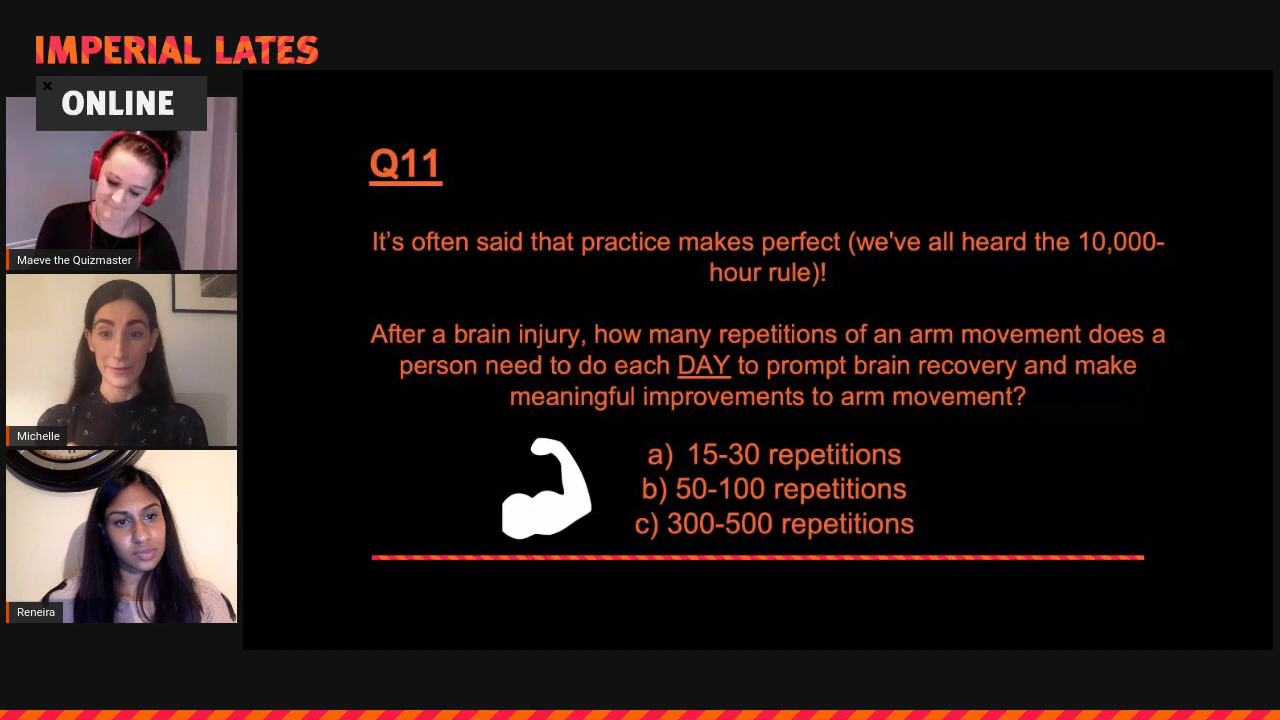 IMPERIAL LATES
ONLINE
Maeve the Quizmaster
Michelle
Reneira
Q11
It's often said that practice makes perfect (we've all heard the 10,000-
hour rule)!
After a brain injury, how many repetitions of an arm movement does a
person need to do each DAY to prompt brain recovery and make
meaningful improvements to arm movement?
a) 15-30 repetitions
b) 50-100 repetitions
c) 300-500 repetitions